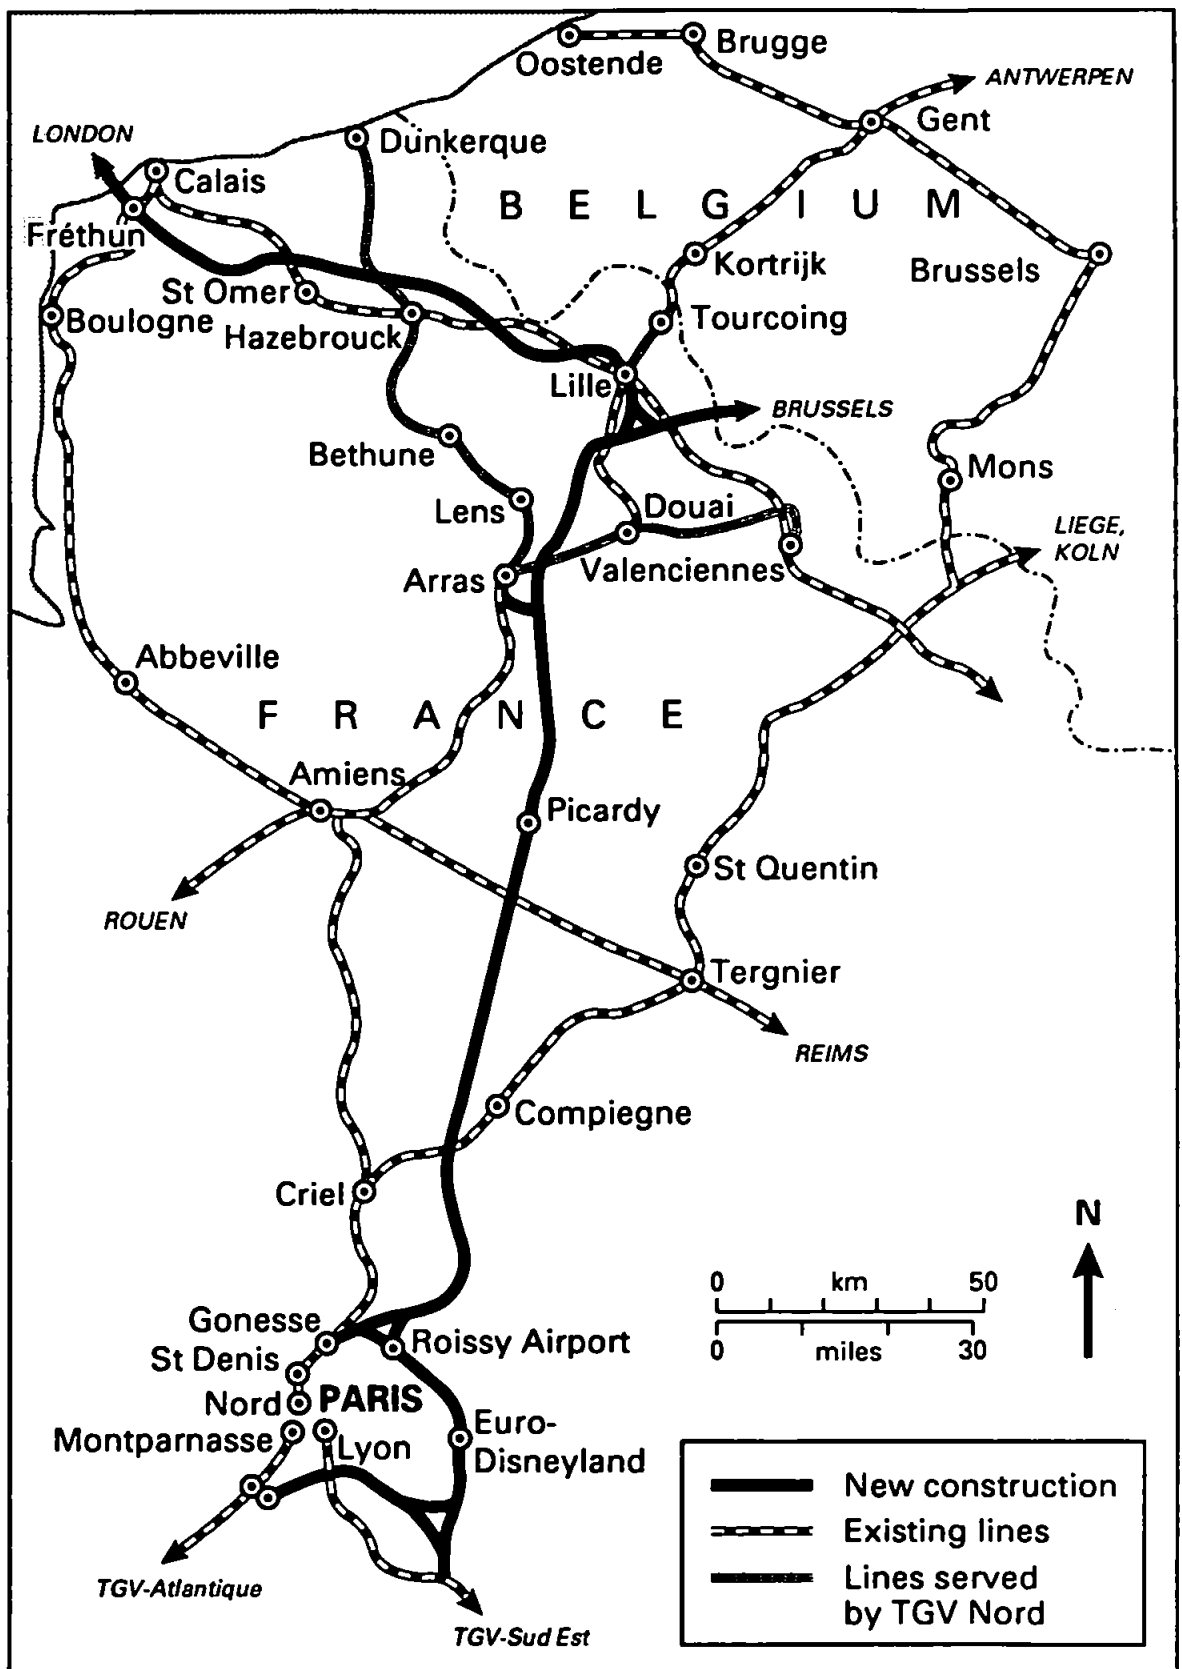 Oostende
Brugge
ANTWERPEN
Gent
LONDON
Dunkerque
Calais
BELGIUM
Fréthun
Kortrijk
Brussels
St Omer
Boulogne
Hazebrouck
Tourcoing
Lille
BRUSSELS
Bethune
Mons
Lens
Douai
LIEGE,
KOLN
Arras
Valenciennes
Abbeville
FRANCE
Amiens
Picardy
St Quentin
ROUEN
Tergnier
REIMS
Compiegne
Criel
N
0 km 50
0 miles 30
Gonesse
Roissy Airport
St Denis
Nord
PARIS
Montparnasse
Lyon
Euro-
Disneyland
TGV-Atlantique
TGV-Sud Est
New construction
Existing lines
Lines served
by TGV Nord